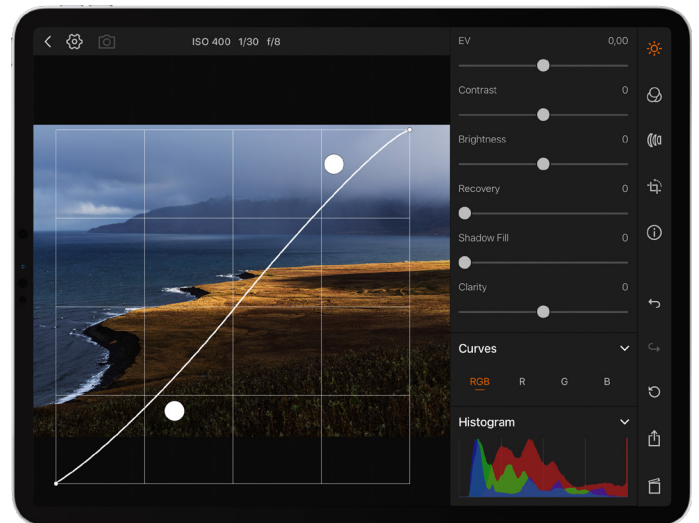 ISO 400 1/30 f/8
EV 0,00
Contrast 0
Brightness 0
Recovery 0
Shadow Fill 0
Clarity 0
Curves
RGB R G B
Histogram